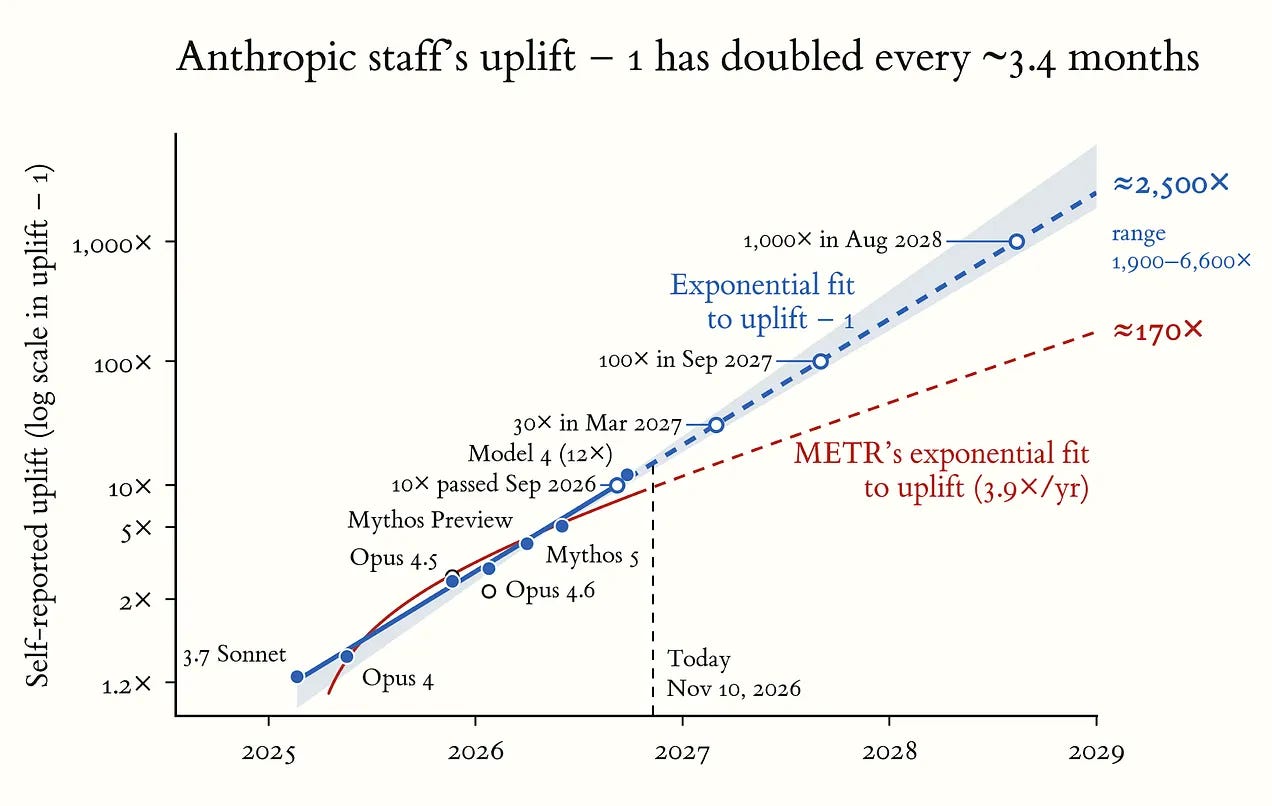 Anthropic staff's uplift – 1 has doubled every ~3.4 months
Self-reported uplift (log scale in uplift – 1)
1,000×
100×
10×
5×
2×
1.2×
≈2,500×
range
1,900–6,600×
1,000× in Aug 2028
Exponential fit
to uplift – 1
≈170×
100× in Sep 2027
30× in Mar 2027
METR's exponential fit
to uplift (3.9×/yr)
Model 4 (12×)
10× passed Sep 2026
Mythos Preview
Opus 4.5
Mythos 5
Opus 4.6
3.7 Sonnet
Opus 4
Today
Nov 10, 2026
2025
2026
2027
2028
2029